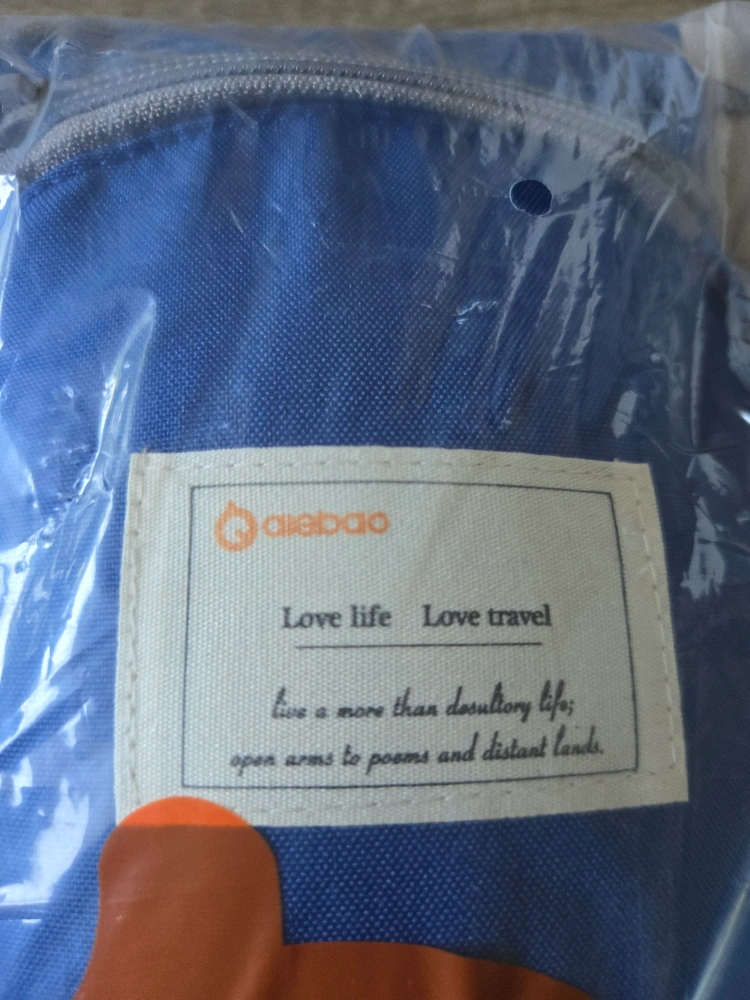 aiebao
Love life Love travel
live a more than desultory life;
open arms to poems and distant lands.